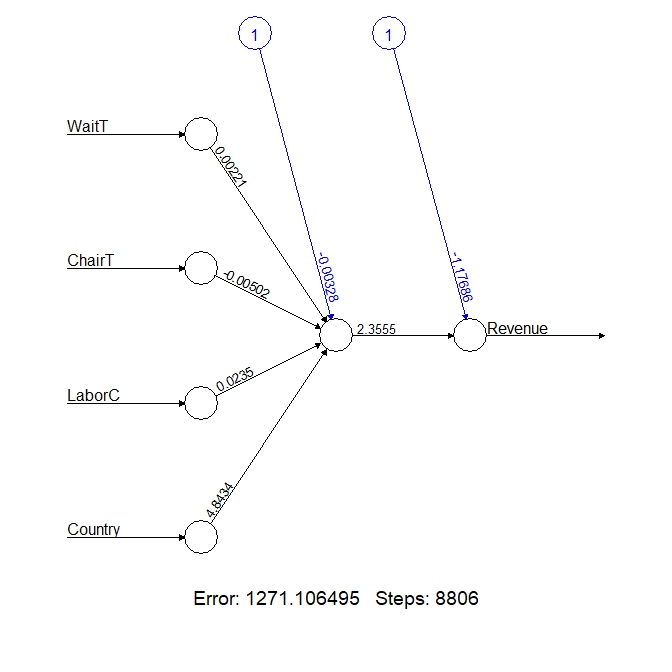 1
1
WaitT
0.00221
ChairT
-0.00502
-0.00328
-1.17686
2.3555
Revenue
LaborC
0.0235
4.8434
Country
Error: 1271.106495 Steps: 8806